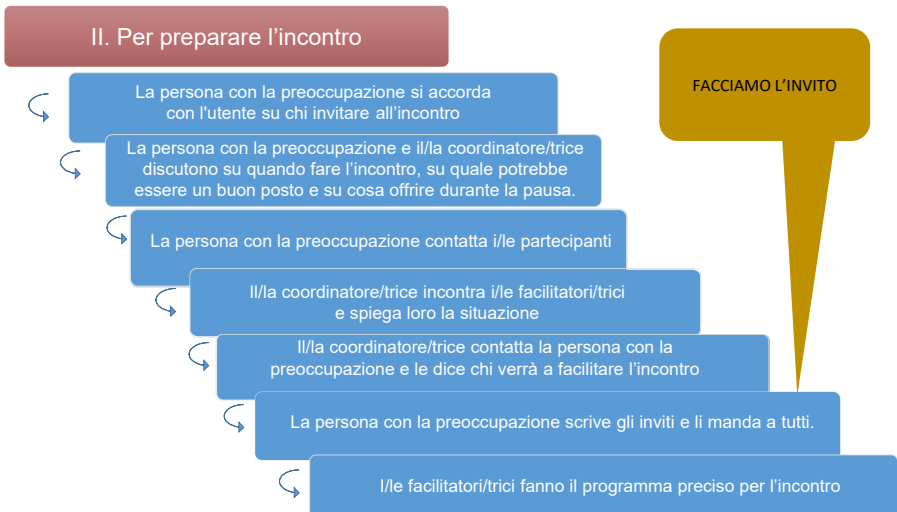 II. Per preparare l’incontro
FACCIAMO L’INVITO
La persona con la preoccupazione si accorda
con l'utente su chi invitare all’incontro
La persona con la preoccupazione e il/la coordinatore/trice
discutono su quando fare l’incontro, su quale potrebbe
essere un buon posto e su cosa offrire durante la pausa.
La persona con la preoccupazione contatta i/le partecipanti
Il/la coordinatore/trice incontra i/le facilitatori/trici
e spiega loro la situazione
Il/la coordinatore/trice contatta la persona con la
preoccupazione e le dice chi verrà a facilitare l’incontro
La persona con la preoccupazione scrive gli inviti e li manda a tutti.
I/le facilitatori/trici fanno il programma preciso per l’incontro